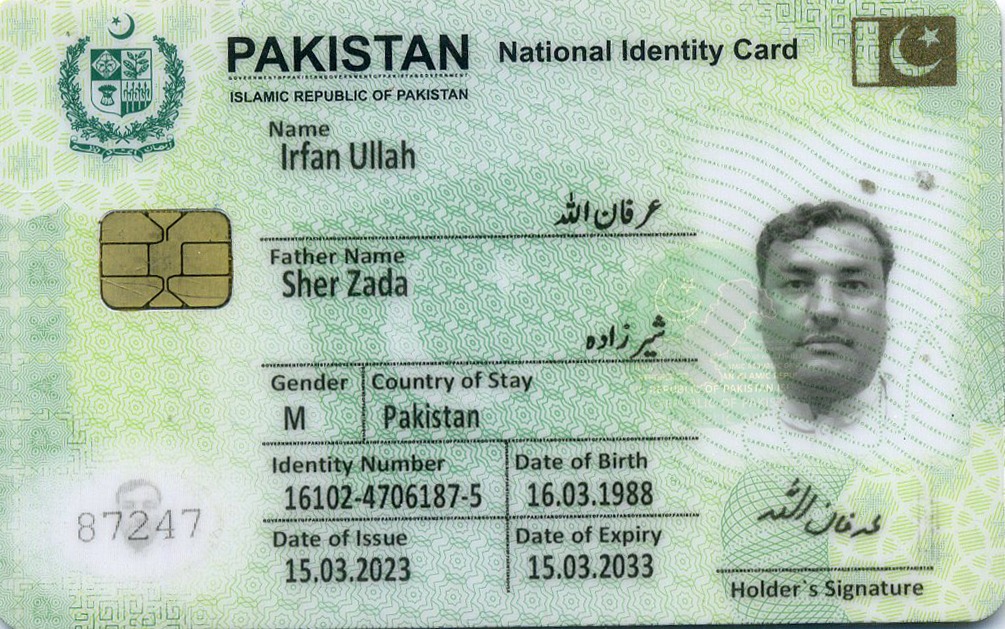 PAKISTAN National Identity Card
ISLAMIC REPUBLIC OF PAKISTAN
Name
Irfan Ullah
عرفان اللہ
Father Name
Sher Zada
شیر زادہ
Gender Country of Stay
M Pakistan
Identity Number Date of Birth
16102-4706187-5 16.03.1988
Date of Issue Date of Expiry
15.03.2023 15.03.2033
87247
عرفان اللہ
Holder`s Signature